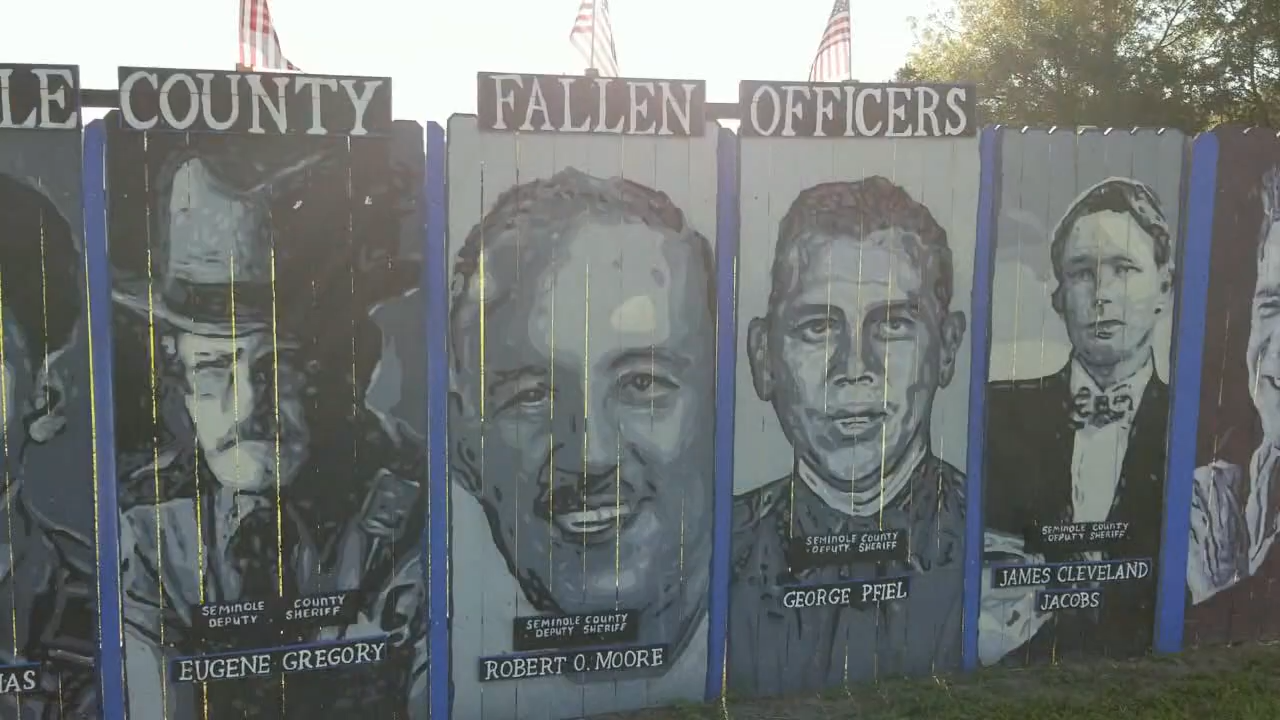 LE COUNTY FALLEN OFFICERS
SEMINOLE COUNTY
DEPUTY SHERIFF
EUGENE GREGORY
SEMINOLE COUNTY
DEPUTY SHERIFF
ROBERT O. MOORE
SEMINOLE COUNTY
DEPUTY SHERIFF
GEORGE PFIEL
SEMINOLE COUNTY
DEPUTY SHERIFF
JAMES CLEVELAND
JACOBS